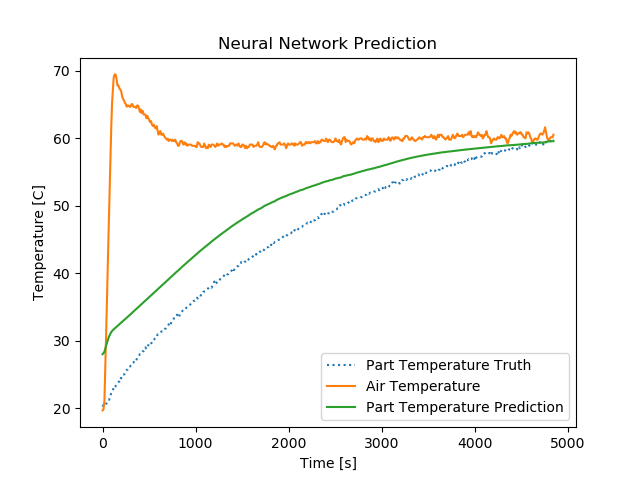 Neural Network Prediction
70
60
50
40
30
20
Temperature [C]
Part Temperature Truth
Air Temperature
Part Temperature Prediction
0
1000
2000
3000
4000
5000
Time [s]